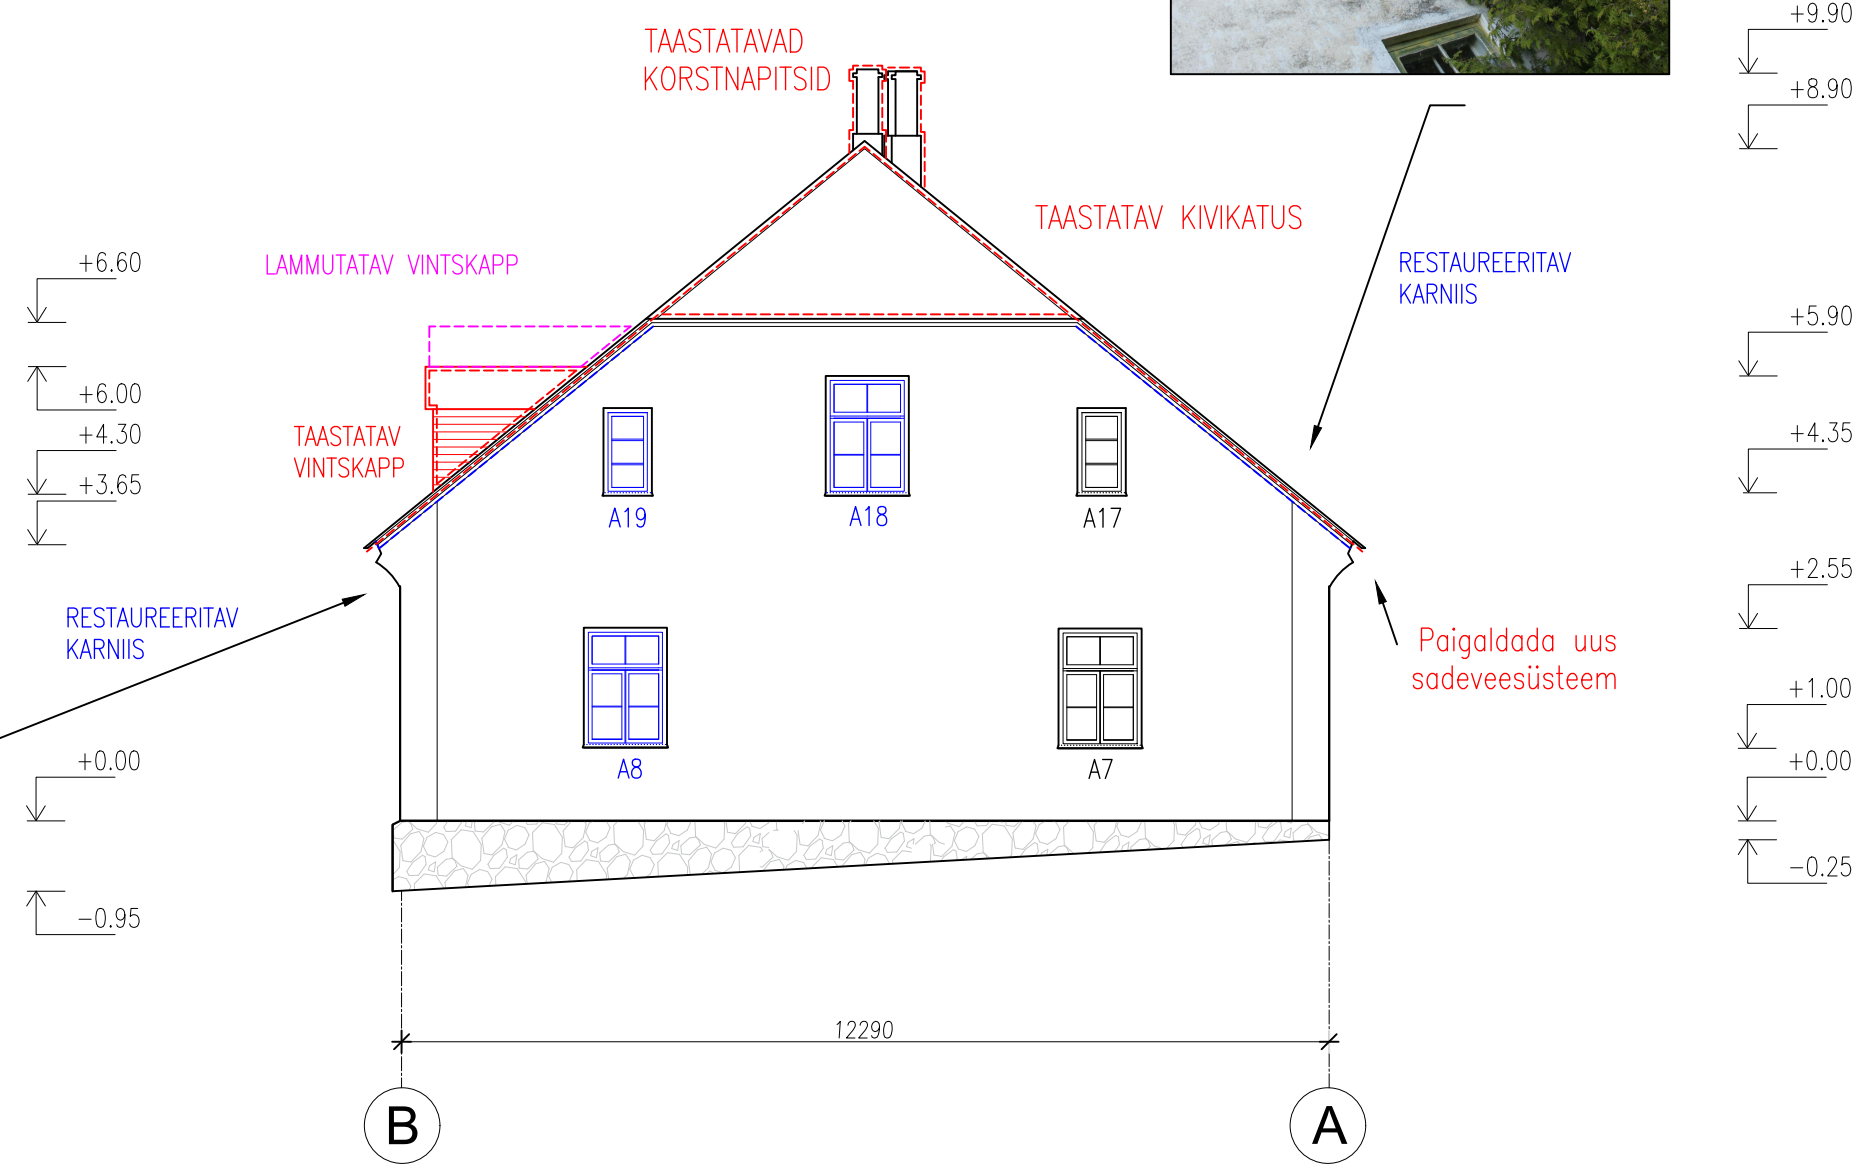 TAASTATAVAD
KORSTNAPITSID
+9.90
+8.90
TAASTATAV KIVIKATUS
LAMMUTATAV VINTSKAPP
RESTAUREERITAV
KARNIIS
+6.60
+5.90
+6.00
TAASTATAV
VINTSKAPP
+4.30
+4.35
+3.65
A19
A18
A17
+2.55
RESTAUREERITAV
KARNIIS
Paigaldada uus
sadeveesüsteem
+1.00
A8
A7
+0.00
+0.00
-0.25
-0.95
12290
B
A